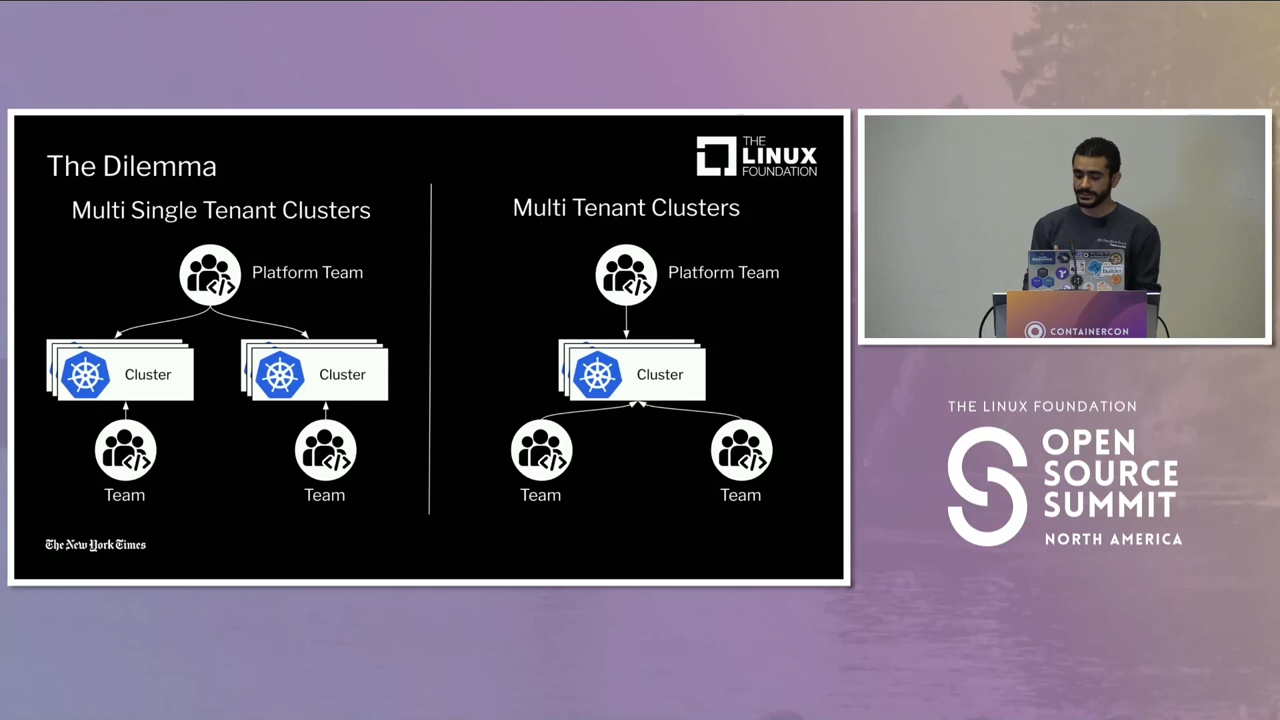 The Dilemma
THE
LINUX
FOUNDATION
Multi Single Tenant Clusters
Platform Team
Cluster
Cluster
Team
Team
Multi Tenant Clusters
Platform Team
Cluster
Team
Team
The New York Times
CONTAINERCON
THE LINUX FOUNDATION
OPEN
SOURCE
SUMMIT
NORTH AMERICA